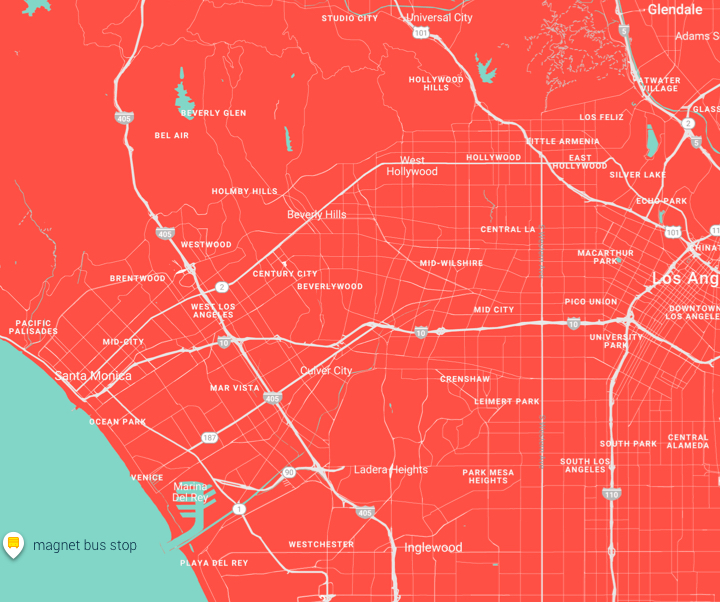 STUDIO CITY
Universal City
Glendale
101
5
Adams S
HOLLYWOOD
HILLS
ATWATER
VILLAGE
405
BEVERLY GLEN
GLASS
LOS FELIZ
2
BEL AIR
LITTLE ARMENIA
5
West
Hollywood
HOLLYWOOD
EAST
HOLLYWOOD
SILVER LAKE
HOLMBY HILLS
ECHO PARK
Beverly Hills
405
WESTWOOD
CENTRAL LA
101
11
CHINAT
MACARTHUR
PARK
MID-WILSHIRE
BRENTWOOD
CENTURY CITY
2
BEVERLYWOOD
Los Ang
PICO UNION
WEST LOS
ANGELES
MID CITY
DOWNTOWN
LOS ANGELE
PACIFIC
PALISADES
10
10
MID-CITY
10
UNIVERSITY
PARK
Santa Monica
Culver City
CRENSHAW
MAR VISTA
405
LEIMERT PARK
OCEAN PARK
187
SOUTH PARK
CENTRAL
ALAMEDA
90
Ladera Heights
SOUTH LOS
ANGELES
VENICE
PARK MESA
HEIGHTS
Marina
Del Rey
110
1
405
magnet bus stop
WESTCHESTER
Inglewood
PLAYA DEL REY